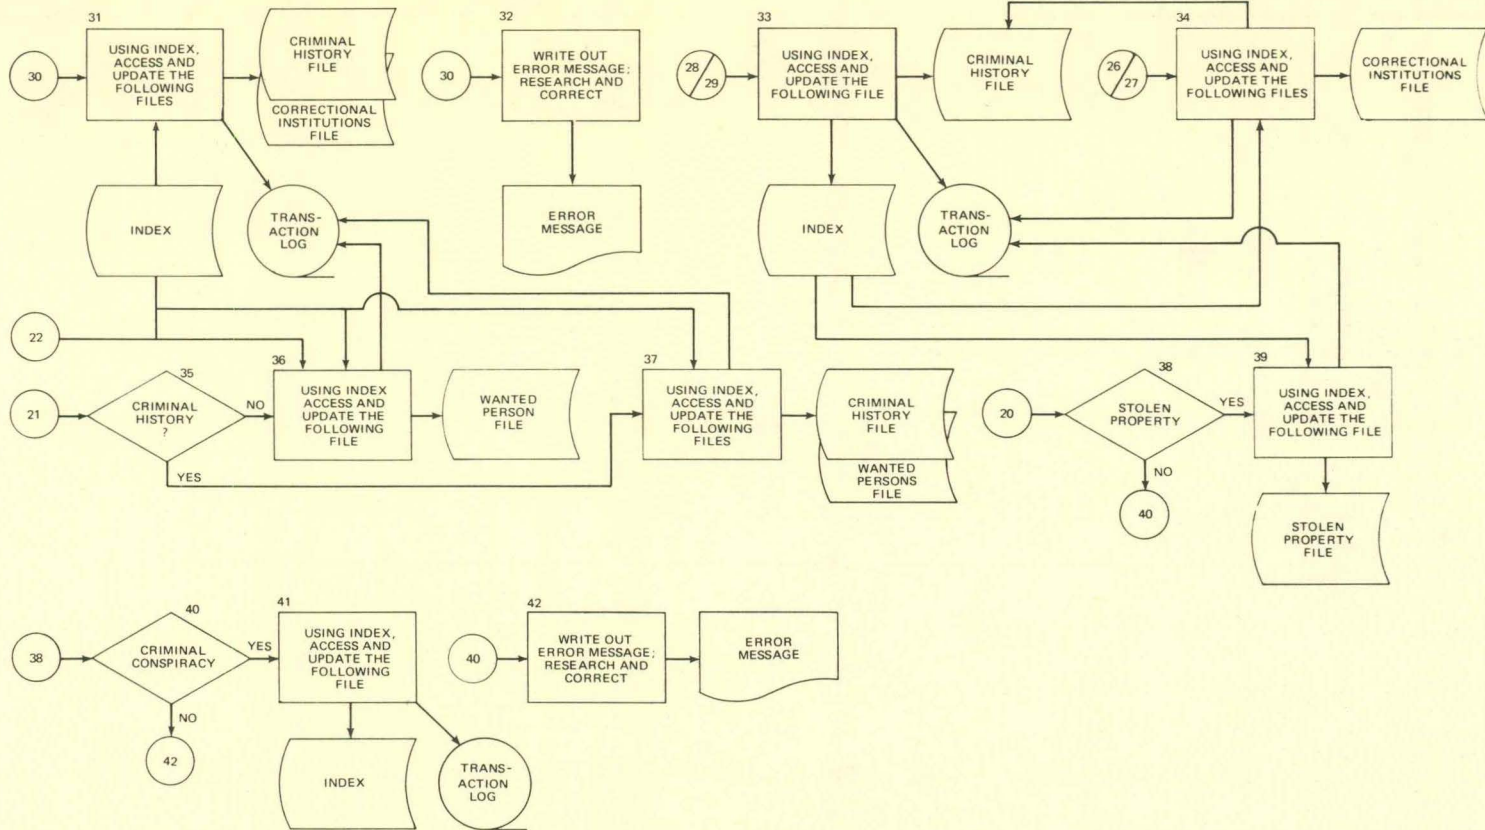 31
USING INDEX,
ACCESS AND
UPDATE THE
FOLLOWING
FILES
30
CRIMINAL
HISTORY
FILE
CORRECTIONAL
INSTITUTIONS
FILE
INDEX
TRANS-
ACTION
LOG
32
30
WRITE OUT
ERROR MESSAGE;
RESEARCH AND
CORRECT
ERROR
MESSAGE
33
28
29
USING INDEX,
ACCESS AND
UPDATE THE
FOLLOWING FILE
CRIMINAL
HISTORY
FILE
INDEX
TRANS-
ACTION
LOG
34
26
27
USING INDEX,
ACCESS AND
UPDATE THE
FOLLOWING FILES
CORRECTIONAL
INSTITUTIONS
FILE
22
21
35
CRIMINAL
HISTORY
?
NO
YES
36
USING INDEX
ACCESS AND
UPDATE THE
FOLLOWING
FILE
WANTED
PERSON
FILE
37
USING INDEX,
ACCESS AND
UPDATE THE
FOLLOWING
FILES
CRIMINAL
HISTORY
FILE
WANTED
PERSONS
FILE
20
38
STOLEN
PROPERTY
YES
NO
40
39
USING INDEX,
ACCESS AND
UPDATE THE
FOLLOWING FILE
STOLEN
PROPERTY
FILE
38
40
CRIMINAL
CONSPIRACY
YES
NO
42
41
USING INDEX,
ACCESS AND
UPDATE THE
FOLLOWING
FILE
INDEX
TRANS-
ACTION
LOG
40
42
WRITE OUT
ERROR MESSAGE;
RESEARCH AND
CORRECT
ERROR
MESSAGE